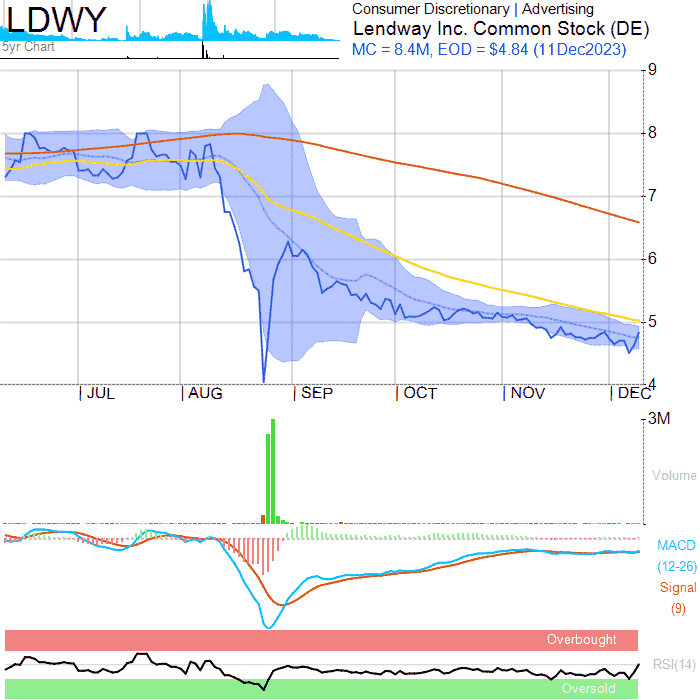 LDWY
5yr Chart
Consumer Discretionary | Advertising
Lendway Inc. Common Stock (DE)
MC = 8.4M, EOD = $4.84 (11Dec2023)
9
8
7
6
5
4
JUL AUG SEP OCT NOV DEC
3M
Volume
MACD
(12-26)
Signal
(9)
Overbought
RSI(14)
Oversold